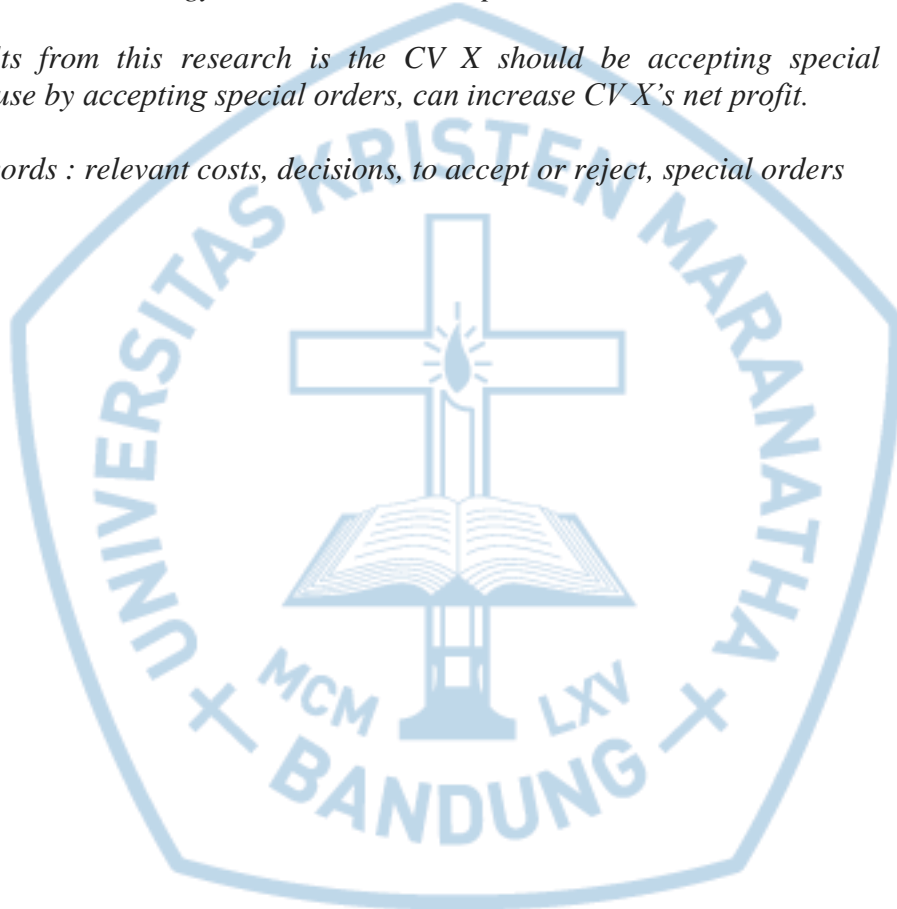 lts from this research is the CV X should be accepting special
use by accepting special orders, can increase CV X's net profit.
ords : relevant costs, decisions, to accept or reject, special orders
UNIVERSITAS KRISTEN MARANATHA
MCM LXV
BANDUNG